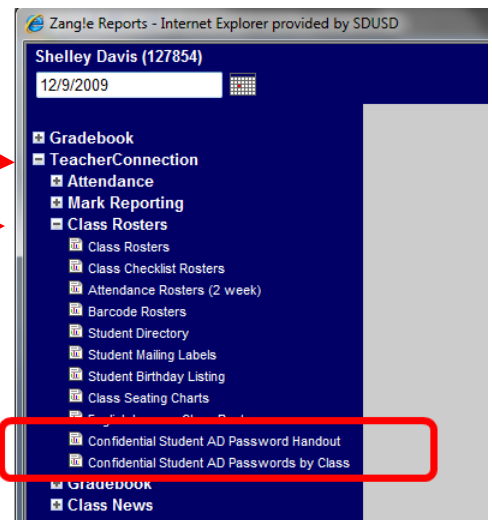 Zang!e Reports - Internet Explorer provided by SDUSD
Shelley Davis (127854)
12/9/2009
Gradebook
TeacherConnection
Attendance
Mark Reporting
Class Rosters
Class Rosters
Class Checklist Rosters
Attendance Rosters (2 week)
Barcode Rosters
Student Directory
Student Mailing Labels
Student Birthday Listing
Class Seating Charts
Confidential Student AD Password Handout
Confidential Student AD Passwords by Class
Gradebook
Class News